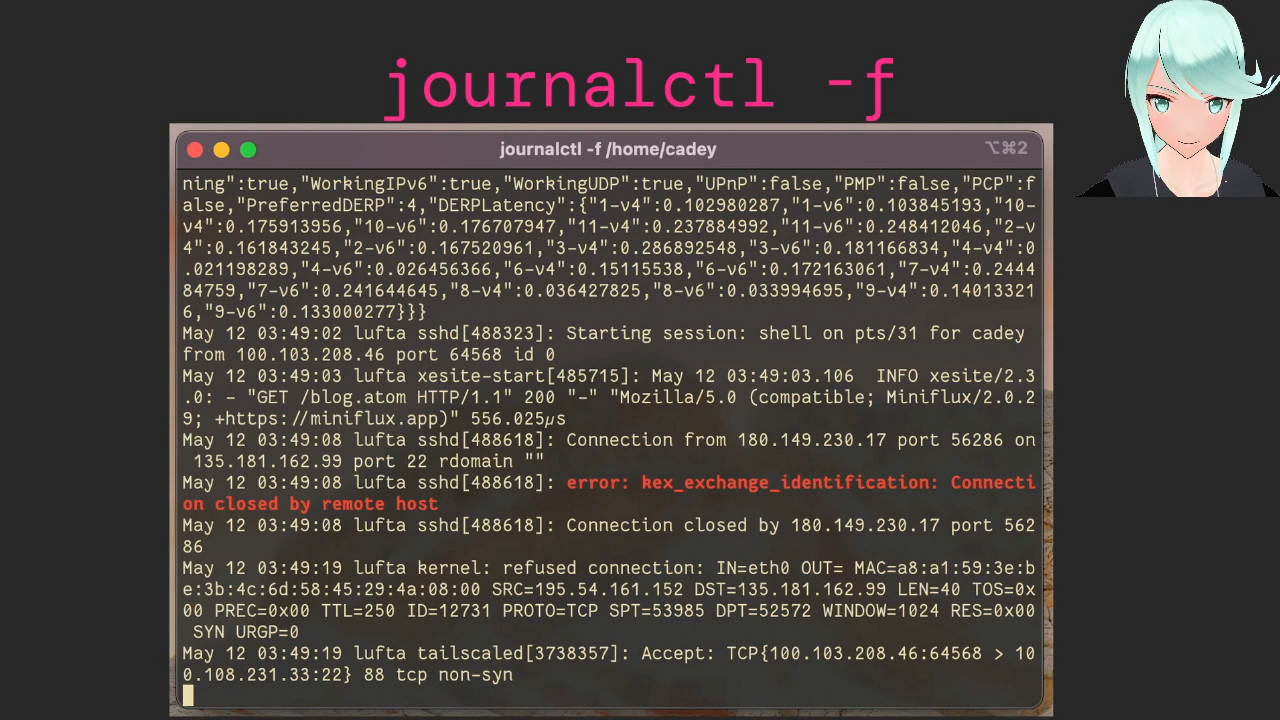 journalctl -f
journalctl -f /home/cadey
⌥⌘2
ning":true,"WorkingIPv6":true,"WorkingUDP":true,"UPnP":false,"PMP":false,"PCP":f
alse,"PreferredDERP":4,"DERPLatency":{"1-v4":0.102980287,"1-v6":0.103845193,"10-
v4":0.175913956,"10-v6":0.176707947,"11-v4":0.237884992,"11-v6":0.248412046,"2-v
4":0.161843245,"2-v6":0.167520961,"3-v4":0.286892548,"3-v6":0.181166834,"4-v4":0
.021198289,"4-v6":0.026456366,"6-v4":0.15115538,"6-v6":0.172163061,"7-v4":0.2444
84759,"7-v6":0.241644645,"8-v4":0.036427825,"8-v6":0.033994695,"9-v4":0.14013321
6,"9-v6":0.133000277}}}
May 12 03:49:02 lufta sshd[488323]: Starting session: shell on pts/31 for cadey
from 100.103.208.46 port 64568 id 0
May 12 03:49:03 lufta xesite-start[485715]: May 12 03:49:03.106  INFO xesite/2.3
.0: - "GET /blog.atom HTTP/1.1" 200 "-" "Mozilla/5.0 (compatible; Miniflux/2.0.2
9; +https://miniflux.app)" 556.025µs
May 12 03:49:08 lufta sshd[488618]: Connection from 180.149.230.17 port 56286 on
 135.181.162.99 port 22 rdomain ""
May 12 03:49:08 lufta sshd[488618]: error: kex_exchange_identification: Connecti
on closed by remote host
May 12 03:49:08 lufta sshd[488618]: Connection closed by 180.149.230.17 port 562
86
May 12 03:49:19 lufta kernel: refused connection: IN=eth0 OUT= MAC=a8:a1:59:3e:b
e:3b:4c:6d:58:45:29:4a:08:00 SRC=195.54.161.152 DST=135.181.162.99 LEN=40 TOS=0x
00 PREC=0x00 TTL=250 ID=12731 PROTO=TCP SPT=53985 DPT=52572 WINDOW=1024 RES=0x00
 SYN URGP=0
May 12 03:49:19 lufta tailscaled[3738357]: Accept: TCP{100.103.208.46:64568 > 10
0.108.231.33:22} 88 tcp non-syn